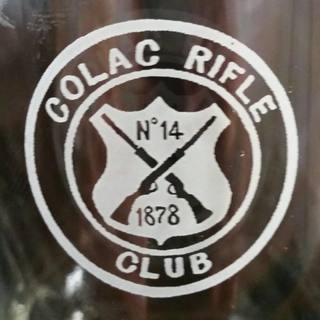 COLAC RIFLE
N° 14
1878
CLUB